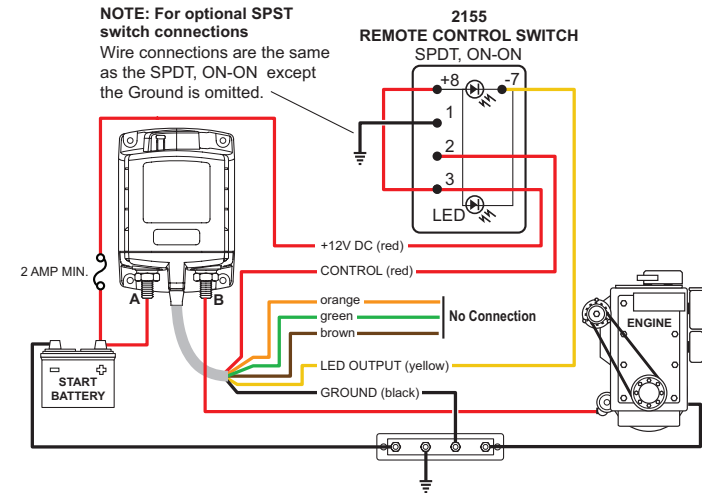 NOTE: For optional SPST
switch connections
Wire connections are the same
as the SPDT, ON-ON except
the Ground is omitted.
2155
REMOTE CONTROL SWITCH
SPDT, ON-ON
+8
-7
1
2
3
LED
+12V DC (red)
2 AMP MIN.
CONTROL (red)
A
B
orange
green
brown
No Connection
ENGINE
LED OUTPUT (yellow)
GROUND (black)
- +
START
BATTERY